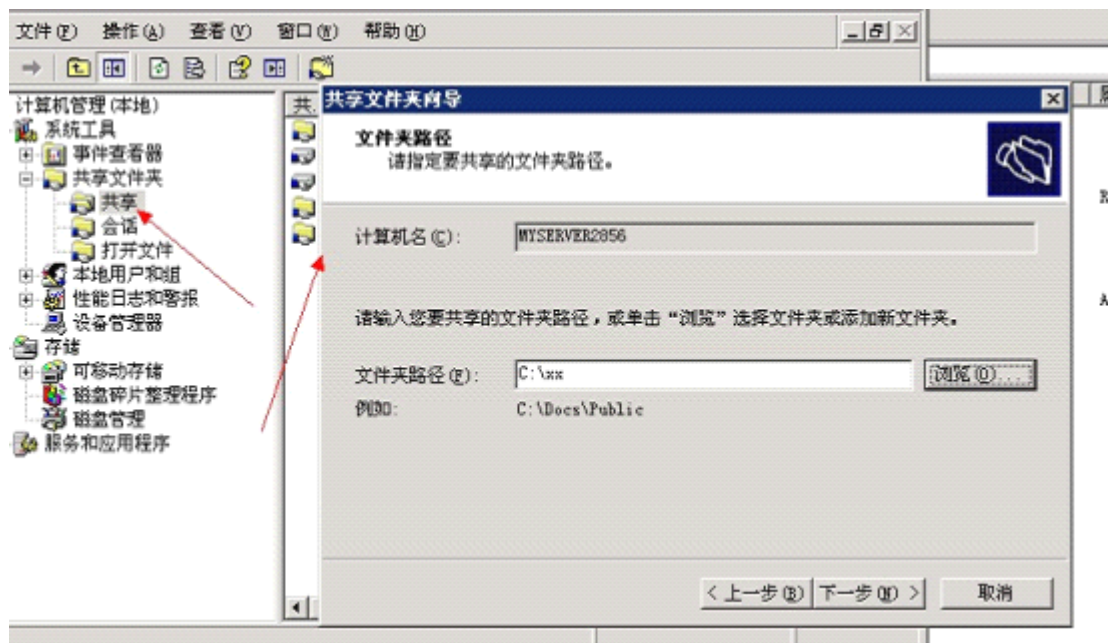 文件(F) 操作(A) 查看(V) 窗口(W) 帮助(H)
计算机管理(本地)
系统工具
事件查看器
共享文件夹
共享
会话
打开文件
本地用户和组
性能日志和警报
设备管理器
存储
可移动存储
磁盘碎片整理程序
磁盘管理
服务和应用程序
共.
共享文件夹向导
文件夹路径
请指定要共享的文件夹路径。
计算机名(C): MYSERVER2856
请输入您要共享的文件夹路径，或单击“浏览”选择文件夹或添加新文件夹。
文件夹路径(F): C:\xx 浏览(O)...
例如: C:\Docs\Public
< 上一步(B) 下一步(N) > 取消
R
A